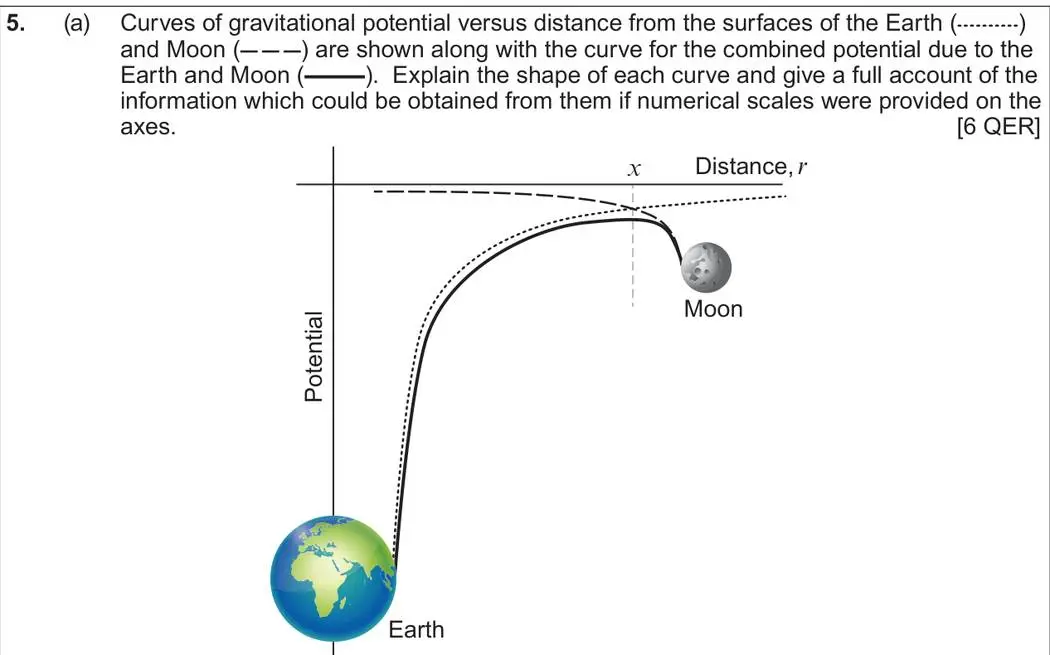 5. (a) Curves of gravitational potential versus distance from the surfaces of the Earth (----------)
and Moon (— — —) are shown along with the curve for the combined potential due to the
Earth and Moon (———). Explain the shape of each curve and give a full account of the
information which could be obtained from them if numerical scales were provided on the
axes. [6 QER]
x
Distance, r
Potential
Moon
Earth